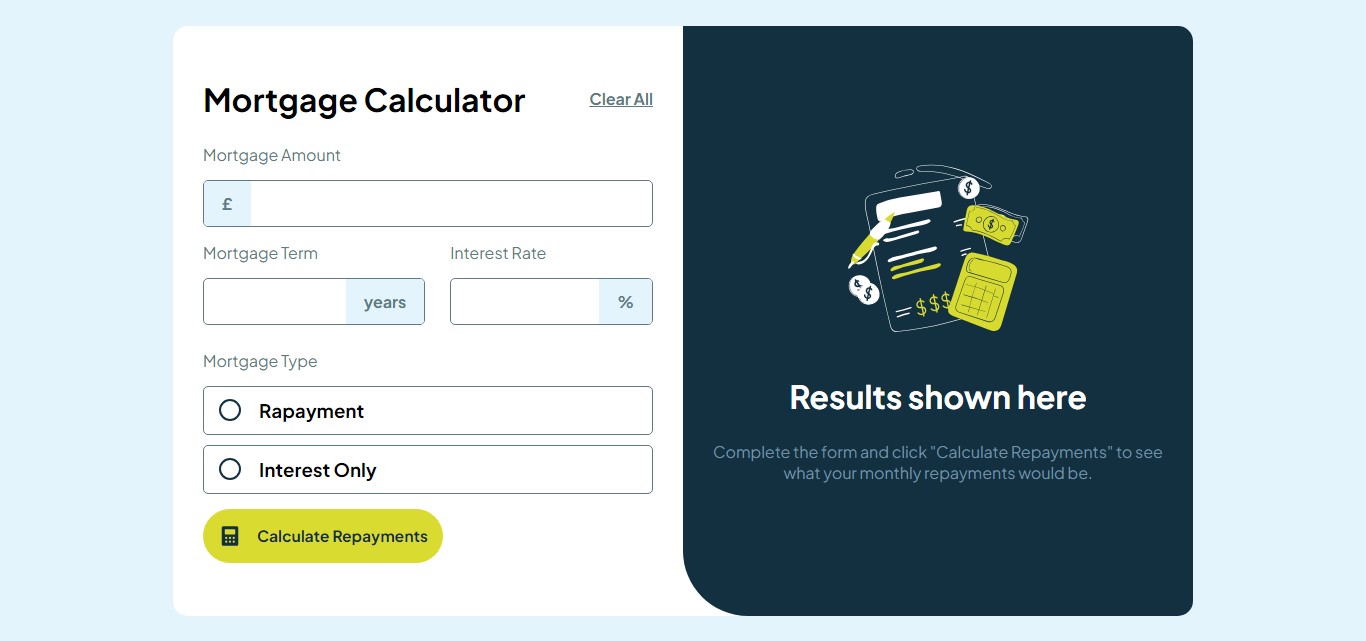 Mortgage Calculator
Clear All
Mortgage Amount
£
Mortgage Term
Interest Rate
years
%
Mortgage Type
Rapayment
Interest Only
Calculate Repayments
$
$
$
$
$$$
Results shown here
Complete the form and click "Calculate Repayments" to see
what your monthly repayments would be.